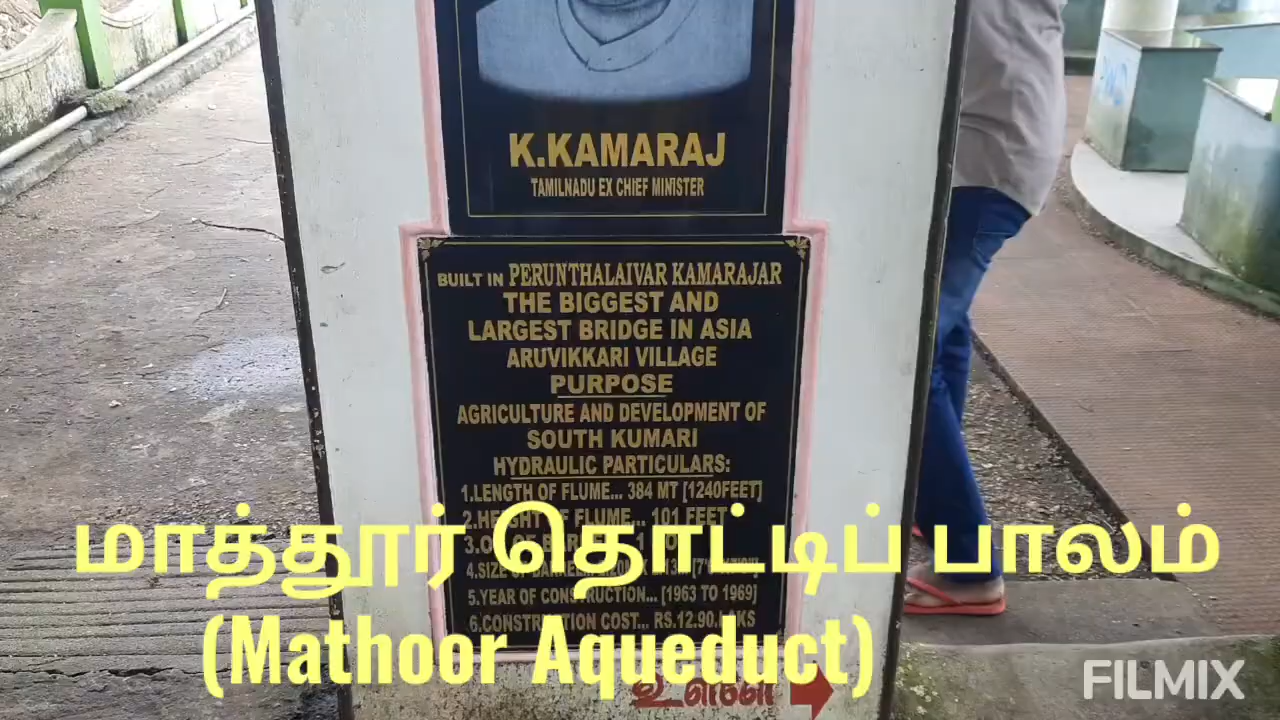 K.KAMARAJ
TAMILNADU EX CHIEF MINISTER
BUILT IN PERUNTHALAIVAR KAMARAJAR
THE BIGGEST AND
LARGEST BRIDGE IN ASIA
ARUVIKKARI VILLAGE
PURPOSE
AGRICULTURE AND DEVELOPMENT OF
SOUTH KUMARI
HYDRAULIC PARTICULARS:
1.LENGTH OF FLUME... 384 MT [1240FEET]
2.HEIGHT OF FLUME... 101 FEET
மாத்தூர் தொட்டிப் பாலம்
4.SIZE OF
5.YEAR OF CONSTRUCTION... [1963 TO 1969]
6.CONSTRUCTION COST... RS.12.90.LAKS
(Mathoor Aqueduct)
FILMIX